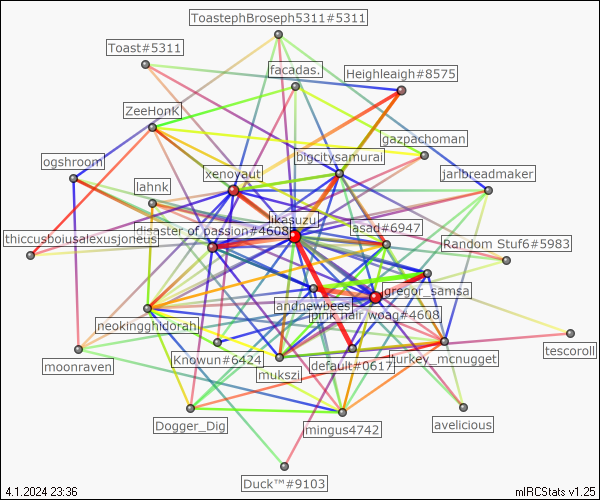 ToastephBroseph5311#5311
Toast#5311
facadas.
Heighleaigh#8575
ZeeHonK
gazpachoman
bigcitysamurai
ogshroom
xenoyaut
jarlbreadmaker
lahnk
likasuzu
asad#6947
disaster of passion#4608
thiccusboiusalexusjoneus
Random Stuf6#5983
gregor_samsa
andnewbees
pink hair/woag#4608
neokingghidorah
Knowun#6424
default#0617
turkey_mcnugget
tescoroll
moonraven
mukszi
Dogger_Dig
mingus4742
avelicious
Duck™#9103
4.1.2024 23:36
mIRCStats v1.25